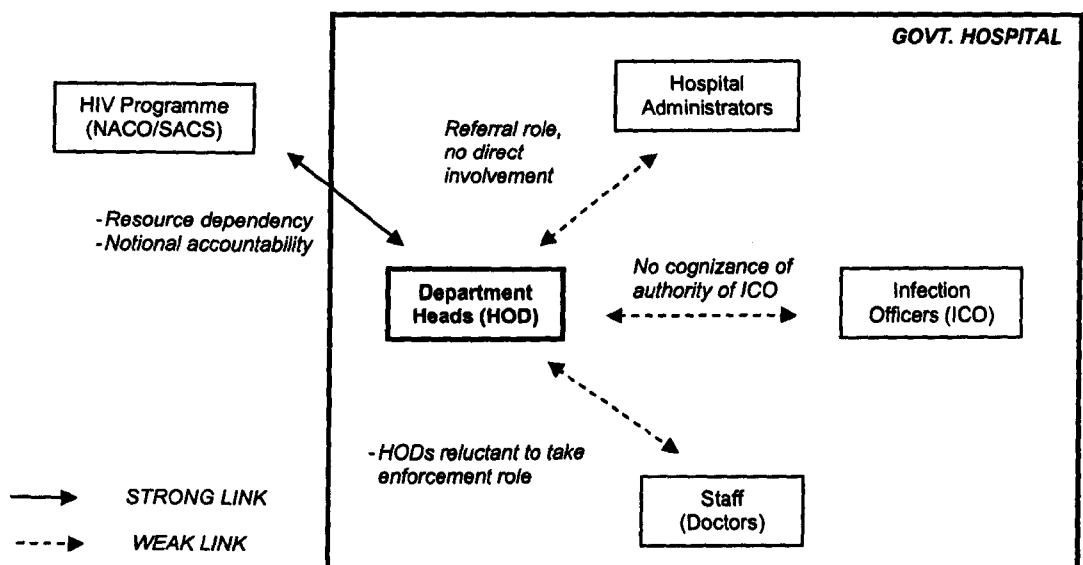 GOVT. HOSPITAL
HIV Programme
(NACO/SACS)
Hospital
Administrators
Referral role,
no direct
involvement
-Resource dependency
-Notional accountability
No cognizance of
authority of ICO
Department
Heads (HOD)
Infection
Officers (ICO)
-HODs reluctant to take
enforcement role
Staff
(Doctors)
STRONG LINK
WEAK LINK